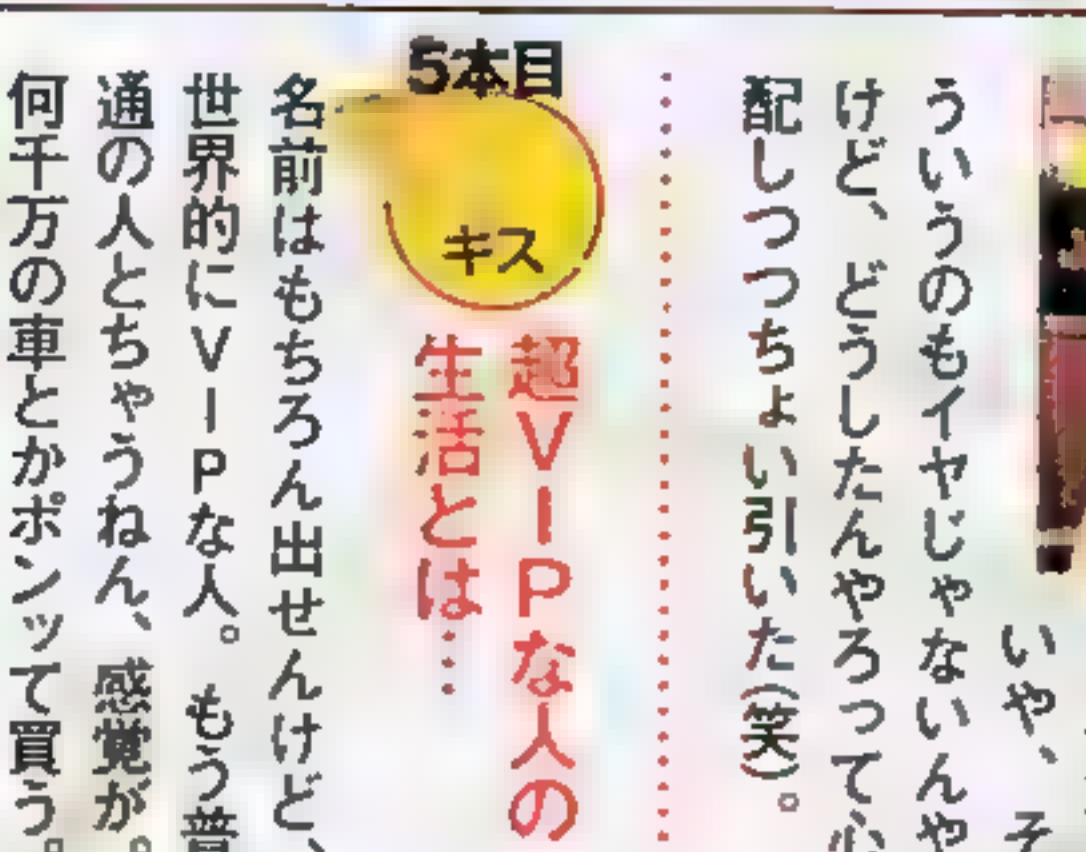 いや、そ
ういうのもイヤじゃないんや
けど、どうしたんやろって心
配しつつちょい引いた(笑)。
5本目
キス
超VIPな人の
生活とは…
名前はもちろん出せんけど、
世界的にVIPな人。もう普
通の人とちゃうねん、感覚が。
何千万の車とかポンッて買う。